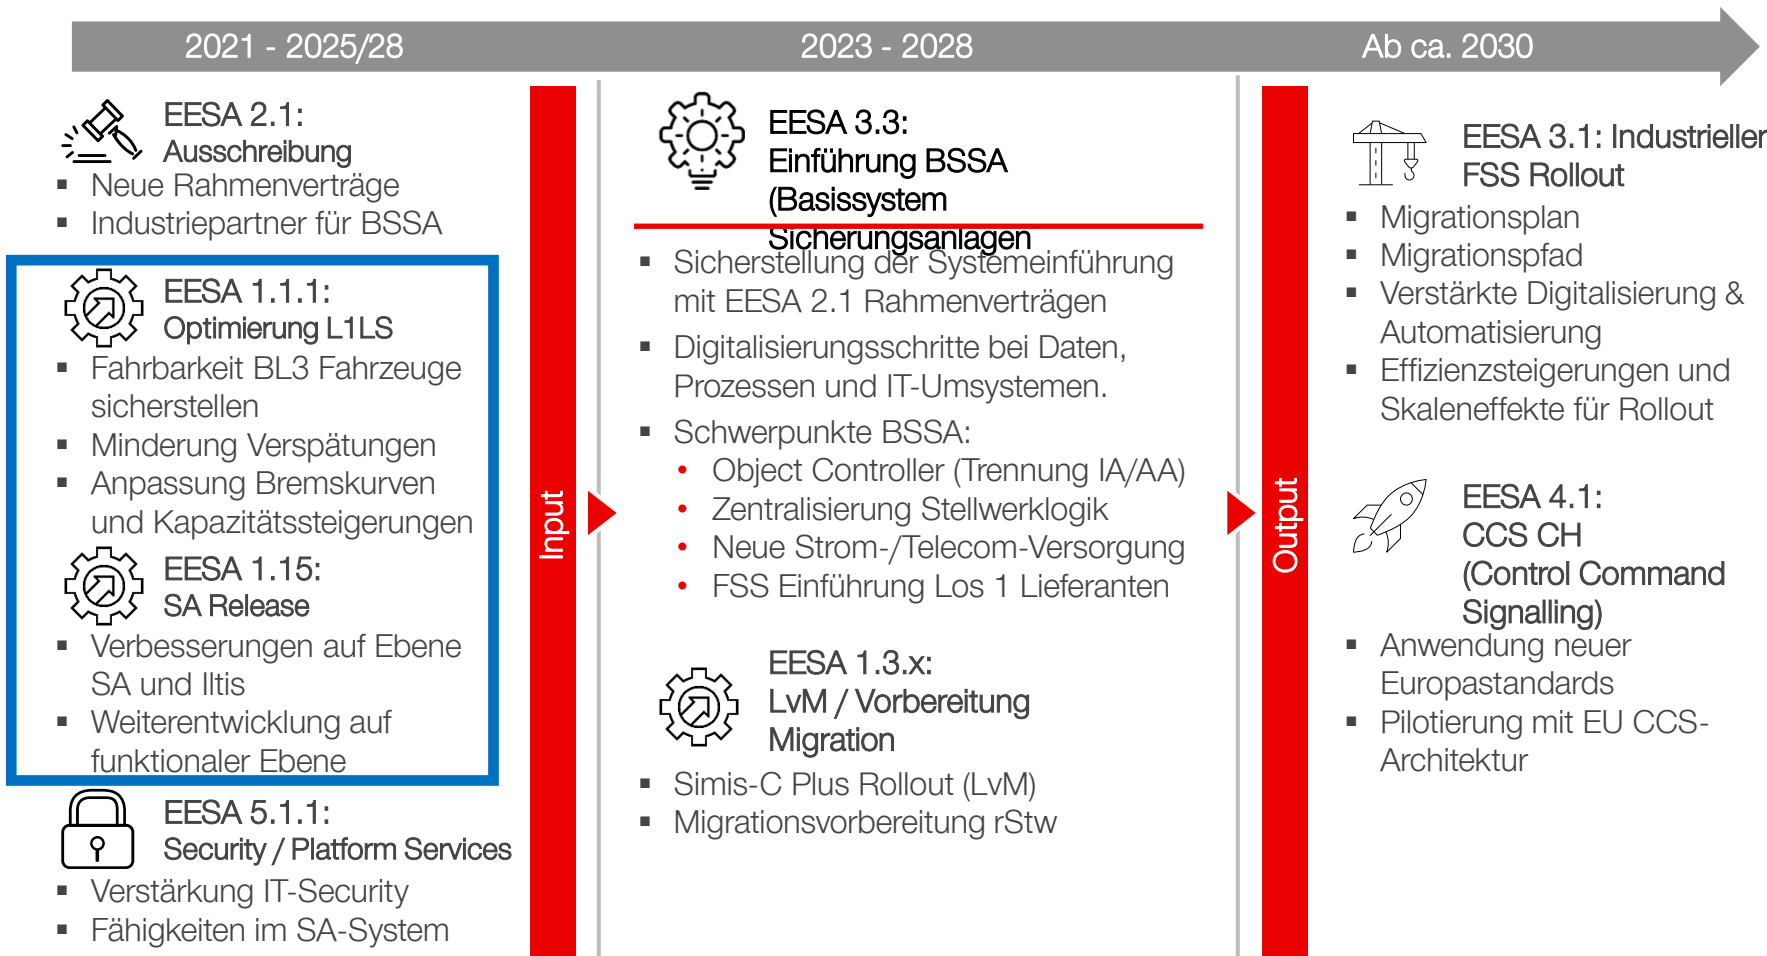 2021 - 2025/28
2023 - 2028
Ab ca. 2030
EESA 2.1:
Ausschreibung
▪ Neue Rahmenverträge
▪ Industriepartner für BSSA
EESA 1.1.1:
Optimierung L1LS
▪ Fahrbarkeit BL3 Fahrzeuge
sicherstellen
▪ Minderung Verspätungen
▪ Anpassung Bremskurven
und Kapazitätssteigerungen
EESA 1.15:
SA Release
▪ Verbesserungen auf Ebene
SA und Iltis
▪ Weiterentwicklung auf
funktionaler Ebene
EESA 5.1.1:
Security / Platform Services
▪ Verstärkung IT-Security
▪ Fähigkeiten im SA-System
Input
EESA 3.3:
Einführung BSSA
(Basissystem
Sicherungsanlagen
▪ Sicherstellung der Systemeinführung
mit EESA 2.1 Rahmenverträgen
▪ Digitalisierungsschritte bei Daten,
Prozessen und IT-Umsystemen.
▪ Schwerpunkte BSSA:
• Object Controller (Trennung IA/AA)
• Zentralisierung Stellwerklogik
• Neue Strom-/Telecom-Versorgung
• FSS Einführung Los 1 Lieferanten
EESA 1.3.x:
LvM / Vorbereitung
Migration
▪ Simis-C Plus Rollout (LvM)
▪ Migrationsvorbereitung rStw
Output
EESA 3.1: Industrieller
FSS Rollout
▪ Migrationsplan
▪ Migrationspfad
▪ Verstärkte Digitalisierung &
Automatisierung
▪ Effizienzsteigerungen und
Skaleneffekte für Rollout
EESA 4.1:
CCS CH
(Control Command
Signalling)
▪ Anwendung neuer
Europastandards
▪ Pilotierung mit EU CCS-
Architektur